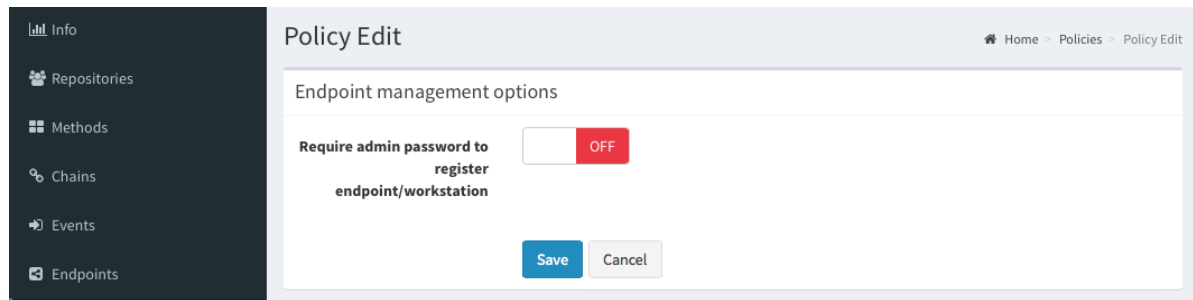 Info
Repositories
Methods
Chains
Events
Endpoints
Policy Edit
Home > Policies > Policy Edit
Endpoint management options
Require admin password to
register
endpoint/workstation
OFF
Save Cancel